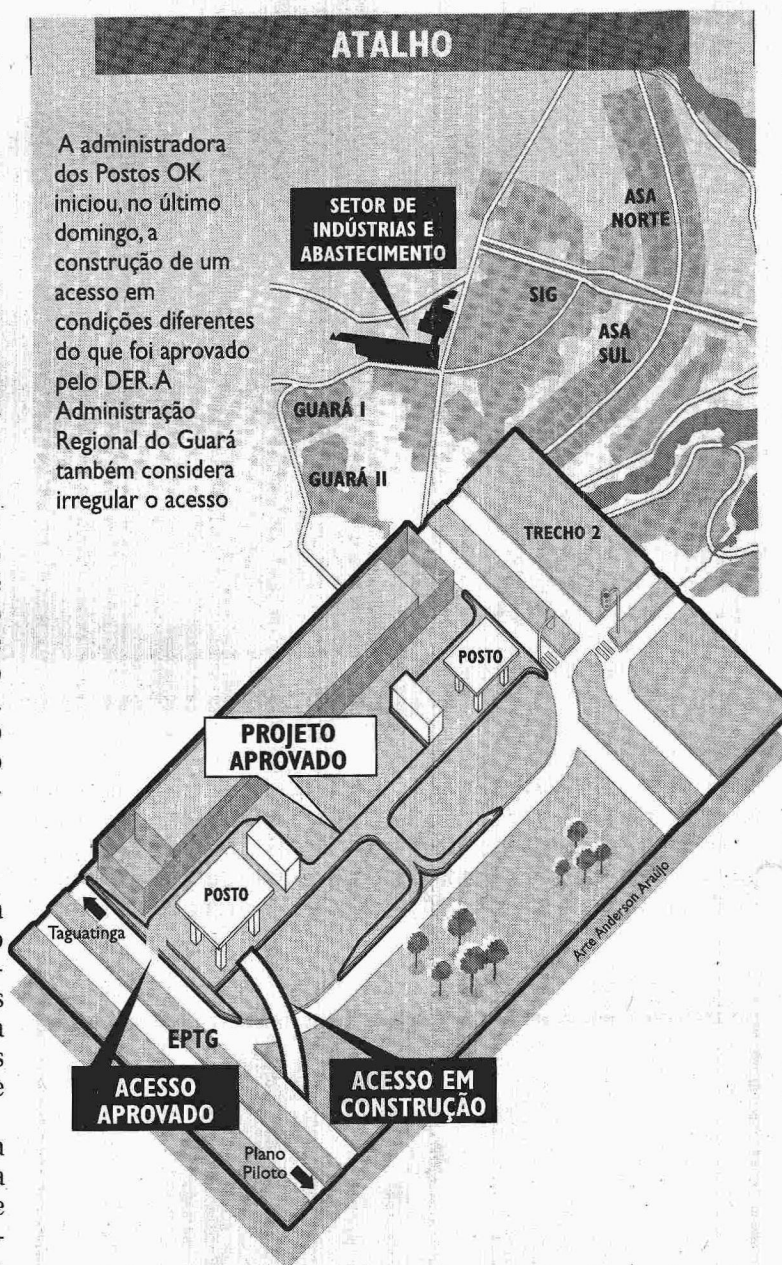 ATALHO
A administradora
dos Postos OK
iniciou, no último
domingo, a
construção de um
acesso em
condições diferentes
do que foi aprovado
pelo DER. A
Administração
Regional do Guará
também considera
irregular o acesso
SETOR DE
INDÚSTRIAS E
ABASTECIMENTO
ASA
NORTE
SIG
ASA
SUL
GUARÁ I
GUARÁ II
TRECHO 2
POSTO
PROJETO
APROVADO
POSTO
Taguatinga
Arte Anderson Araújo
EPTG
ACESSO
APROVADO
ACESSO EM
CONSTRUÇÃO
Plano
Piloto